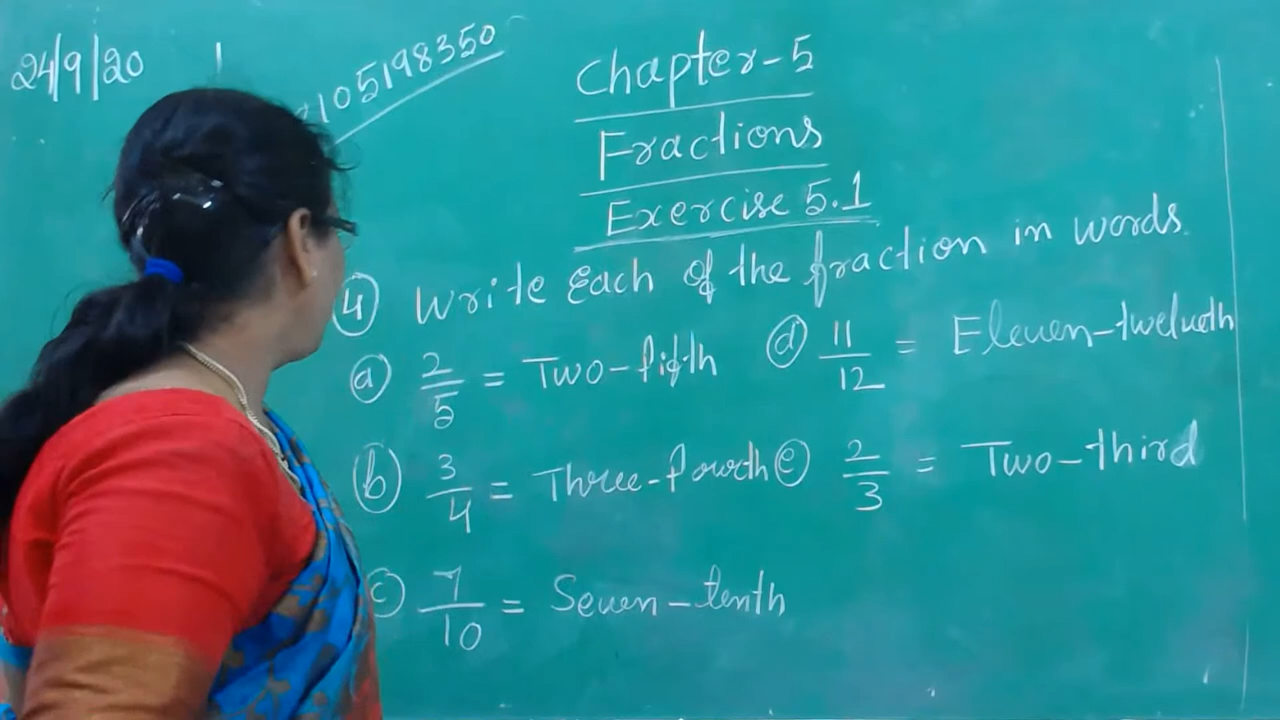 24/9/20
105198350
Chapter-5
Fractions
Exercise 5.1
4 Write Each of the fraction in words
a 2/5 = Two-fifth
d 11/12 = Eleven-twelveth
b 3/4 = Three-fourth
e 2/3 = Two-third
c 7/10 = Seven-tenth